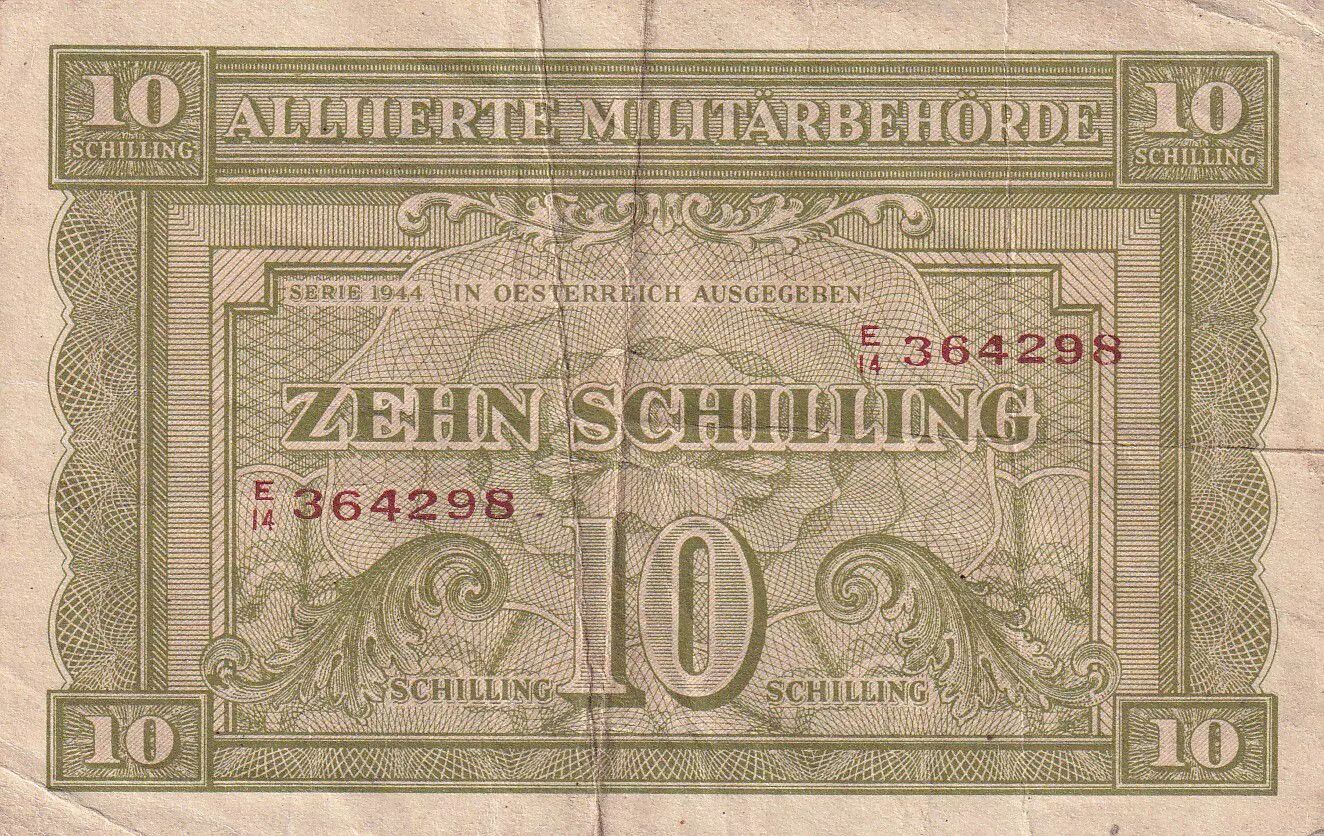 10 SCHILLING
ALLIIERTE MILITÄRBEHÖRDE
10 SCHILLING
SERIE 1944 IN OESTERREICH AUSGEGEBEN
E/14 364298
ZEHN SCHILLING
E/14 364298
SCHILLING 10 SCHILLING
10
10